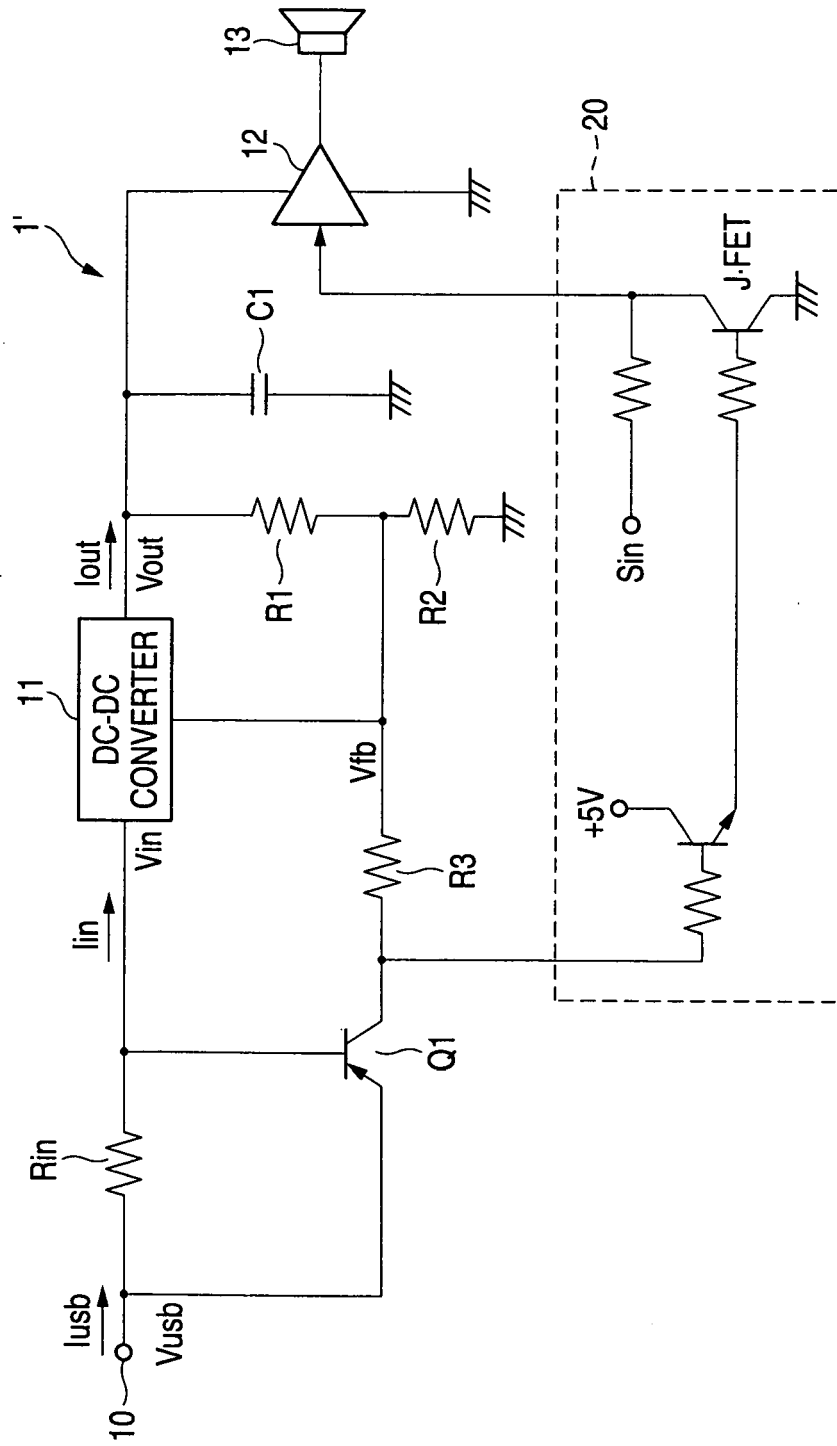 1'
13
12
20
C1
Iout
Vout
11
DC-DC
CONVERTER
Vin
Iin
Rin
Iusb
Vusb
10
R1
R2
Vfb
R3
Q1
Sin
J·FET
+5V